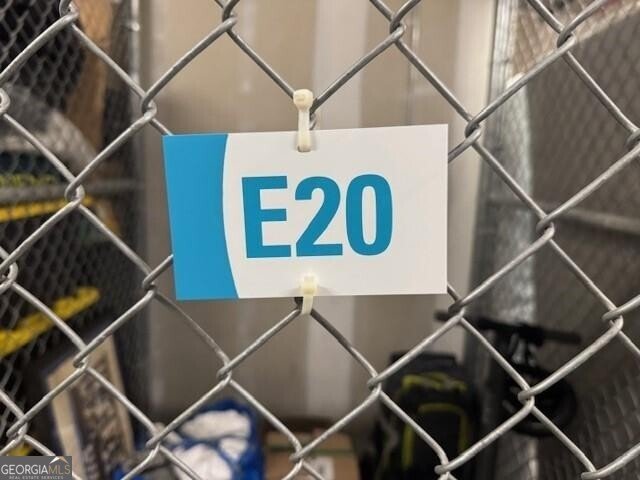 E20
GEORGIAMLS
REAL ESTATE SERVICES